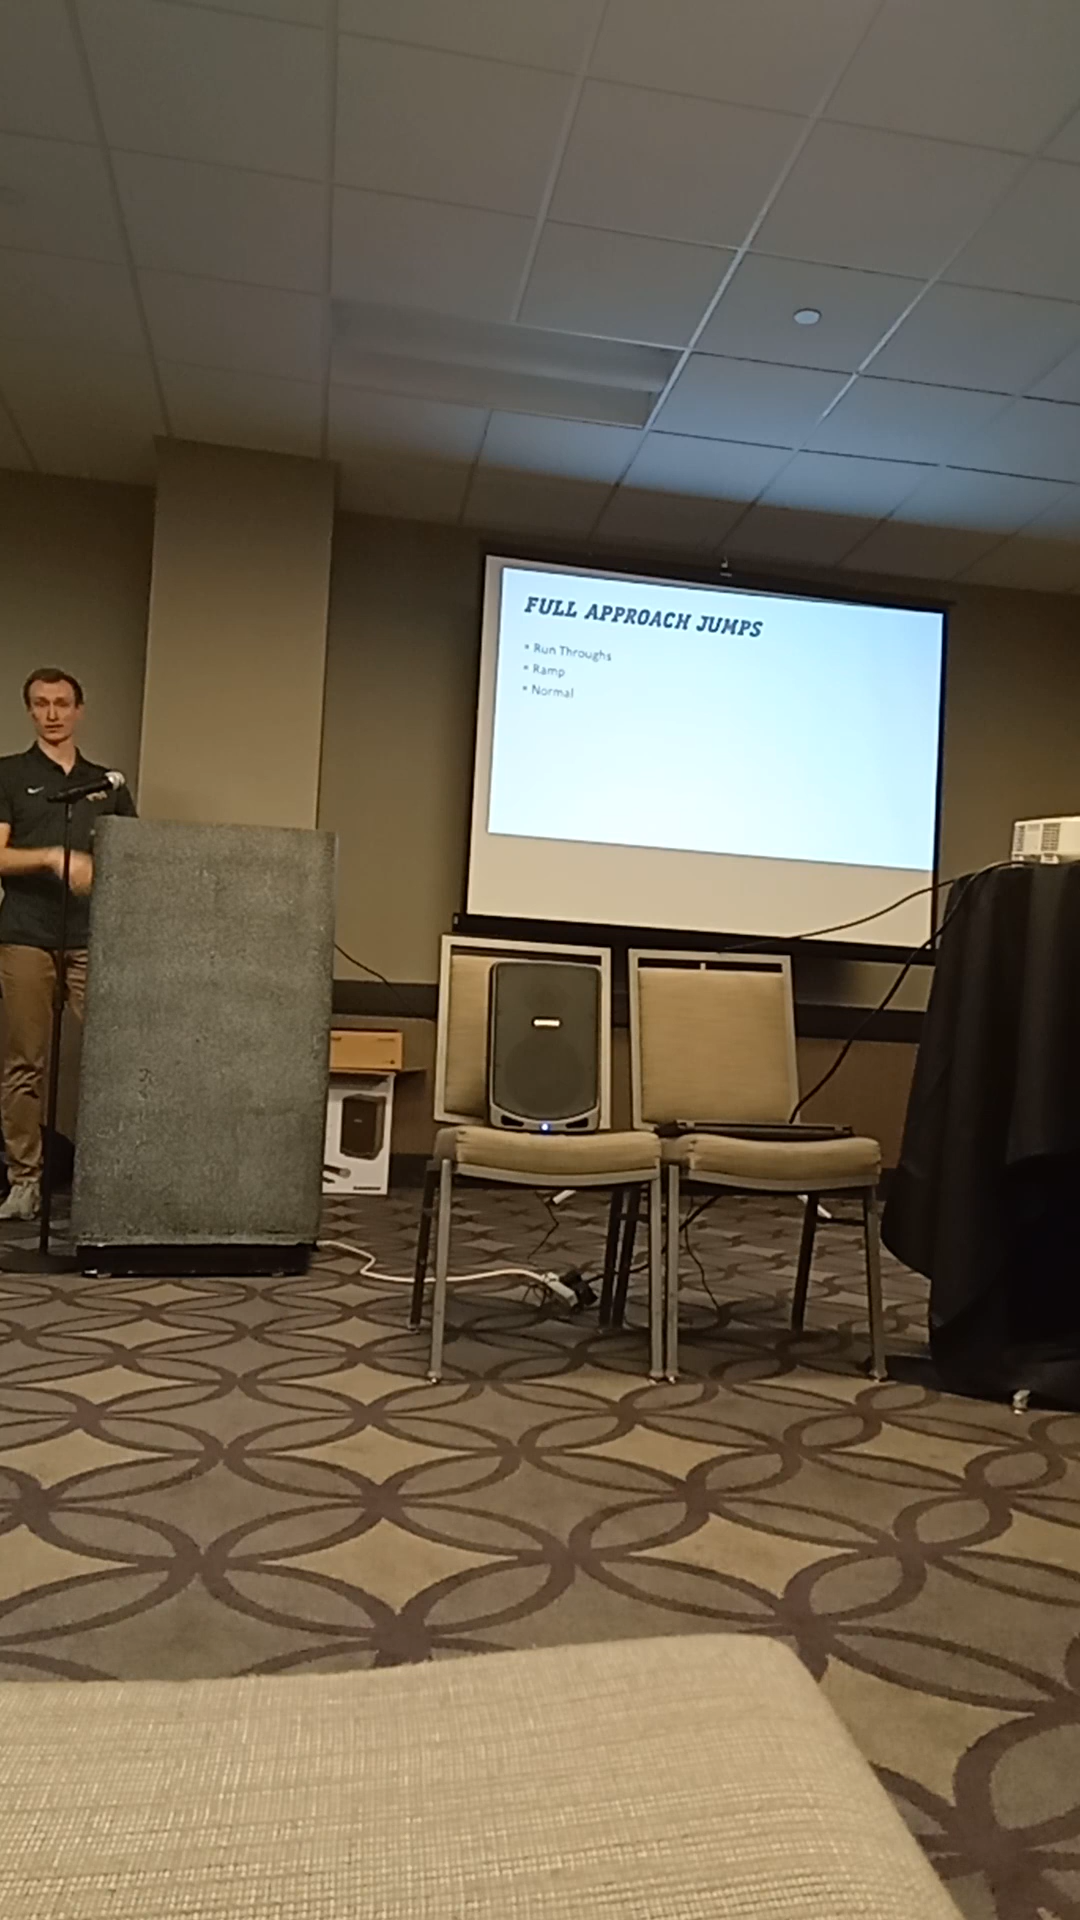 FULL APPROACH JUMPS
• Run Throughs
• Ramp
• Normal